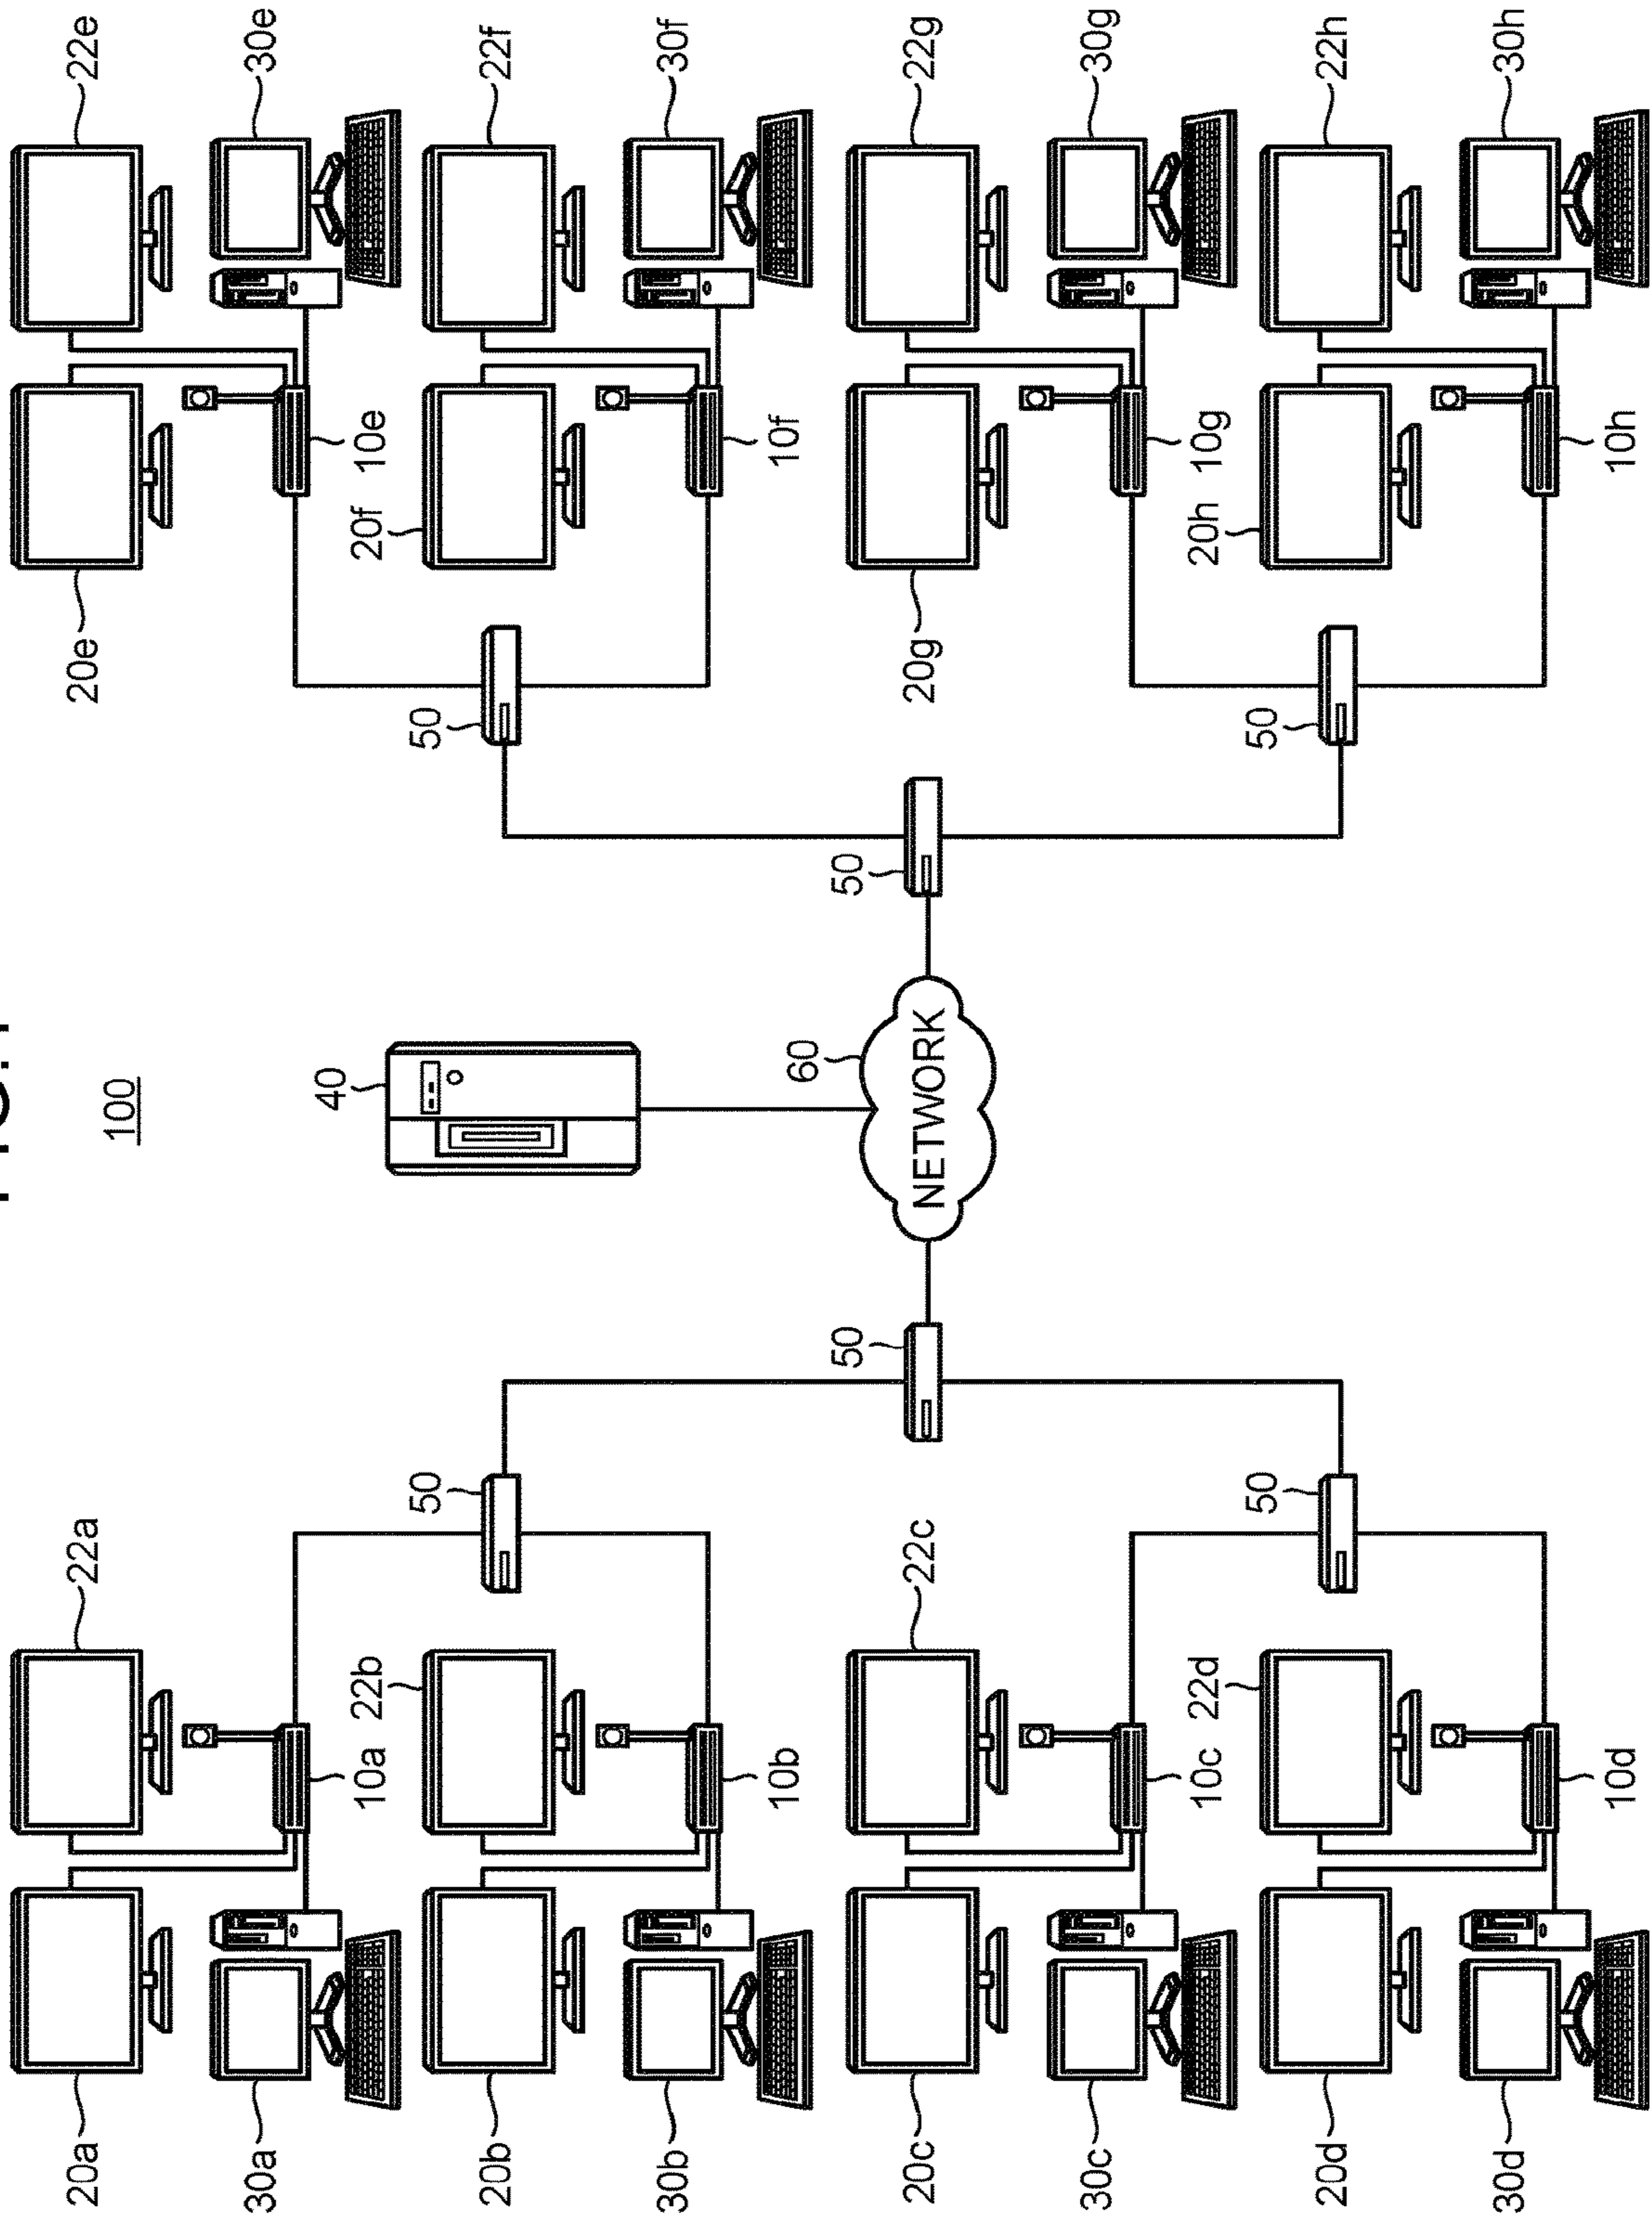 20a 22a 20e 22e
100
30a 30e
40
10a 22b 20f 10e
50 50
20b 22f
30b 30f
10b 10f
60
50 50
20c 22c 20g 22g
NETWORK
30c 30g
10c 22d 20h 10g
50 50
20d 22h
30d 30h
10d 10h